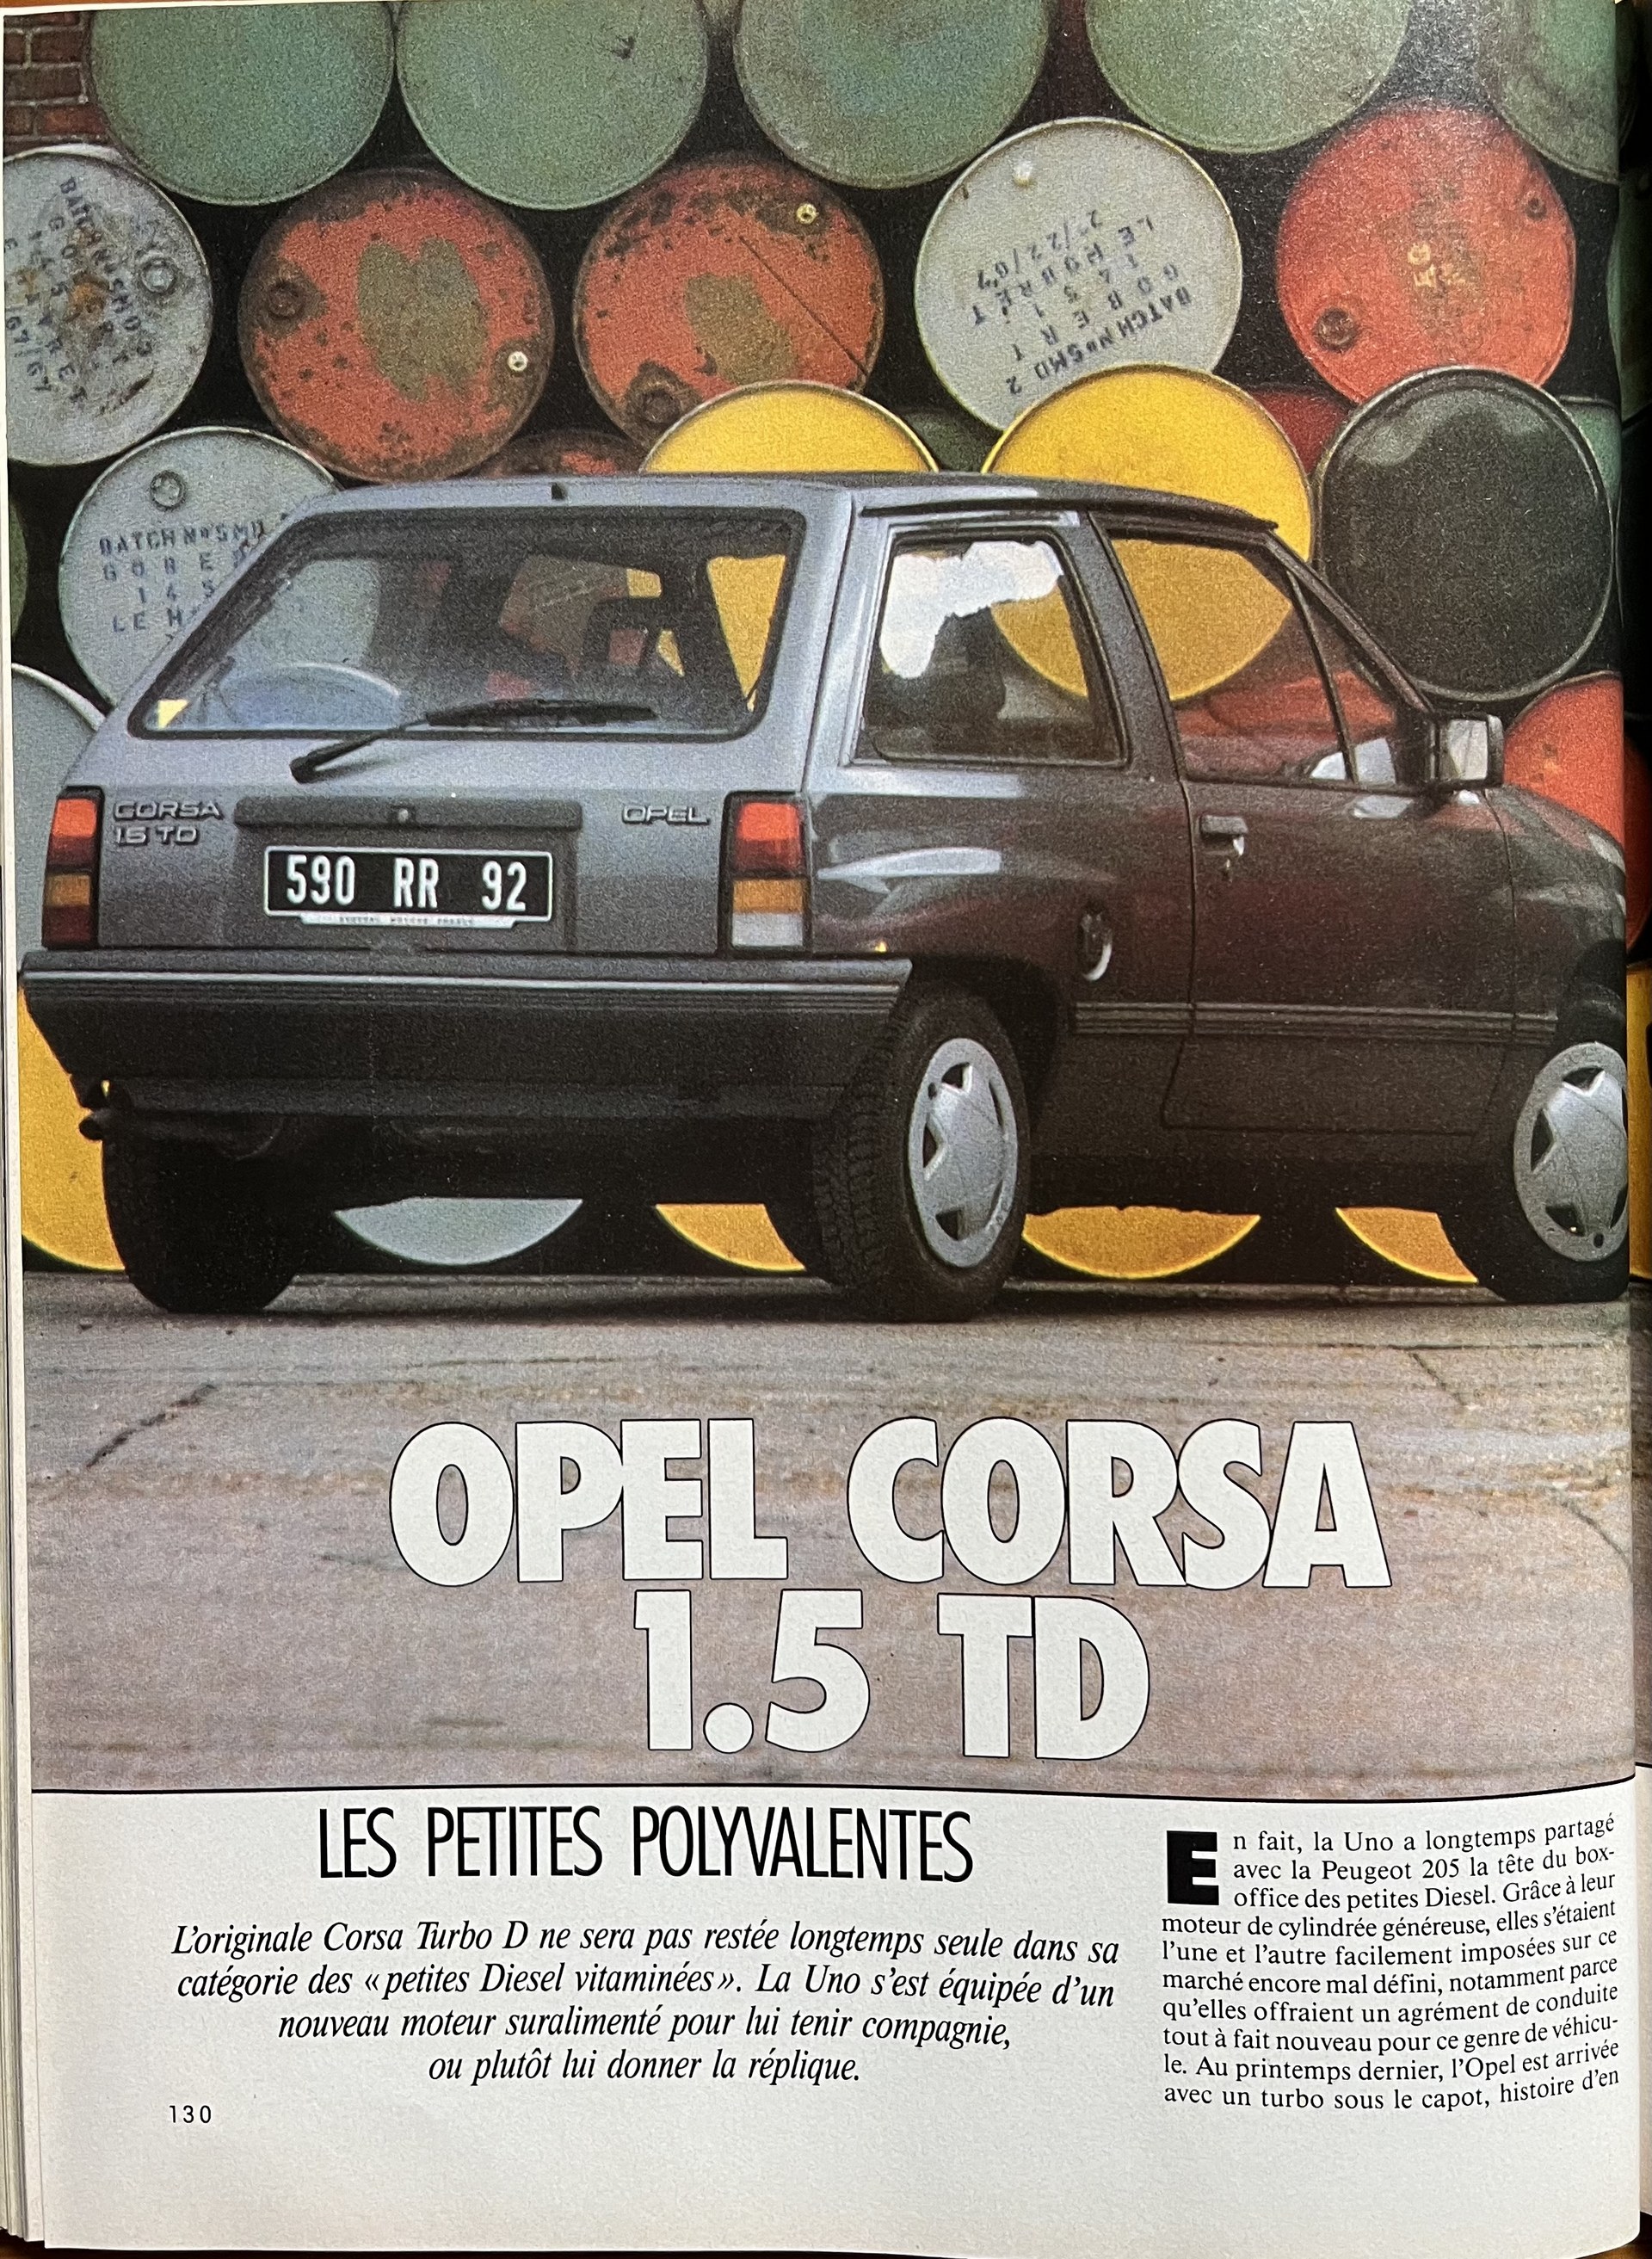 BATCH NoSMD
LE H
BATCH NoSMD 2
CORSA
1.5 TD
OPEL
590 RR 92
OPEL CORSA
1.5 TD
LES PETITES POLYVALENTES
L'originale Corsa Turbo D ne sera pas restée longtemps seule dans sa
catégorie des «petites Diesel vitaminées». La Uno s'est équipée d'un
nouveau moteur suralimenté pour lui tenir compagnie,
ou plutôt lui donner la réplique.
130
En fait, la Uno a longtemps partagé
avec la Peugeot 205 la tête du box-
office des petites Diesel. Grâce à leur
moteur de cylindrée généreuse, elles s'étaient
l'une et l'autre facilement imposées sur ce
marché encore mal défini, notamment parce
qu'elles offraient un agrément de conduite
tout à fait nouveau pour ce genre de véhicu-
le. Au printemps dernier, l'Opel est arrivée
avec un turbo sous le capot, histoire d'en